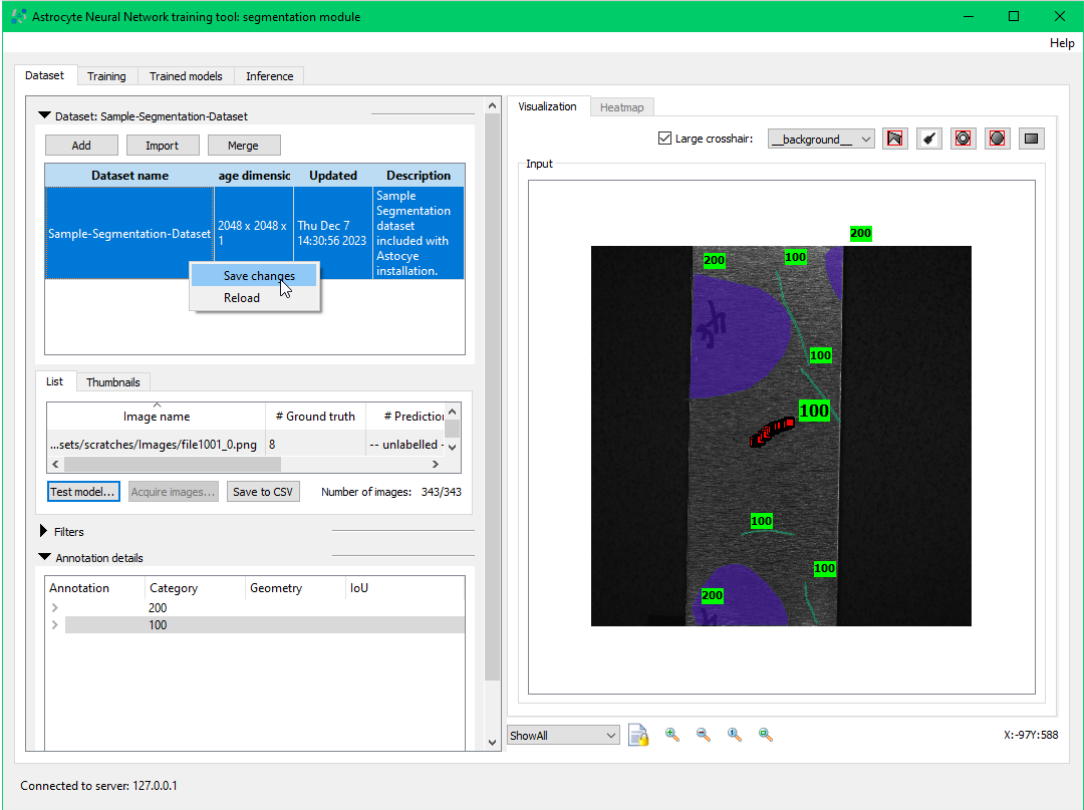 Astrocyte Neural Network training tool: segmentation module
Help
Dataset
Training
Trained models
Inference
Dataset: Sample-Segmentation-Dataset
Add
Import
Merge
Dataset name
age dimensic
Updated
Description
Sample-Segmentation-Dataset
2048 x 2048 x
1
Thu Dec 7
14:30:56 2023
Sample
Segmentation
dataset
included with
Astocye
installation.
Save changes
Reload
List
Thumbnails
Image name
# Ground truth
# Prediction
...sets/scratches/Images/file1001_0.png
8
-- unlabelled -
Test model...
Acquire images...
Save to CSV
Number of images: 343/343
Filters
Annotation details
Annotation
Category
Geometry
IoU
200
100
Visualization
Heatmap
Large crosshair:
__background__
Input
200
200
100
100
100
100
100
200
ShowAll
X:-97Y:588
Connected to server: 127.0.0.1